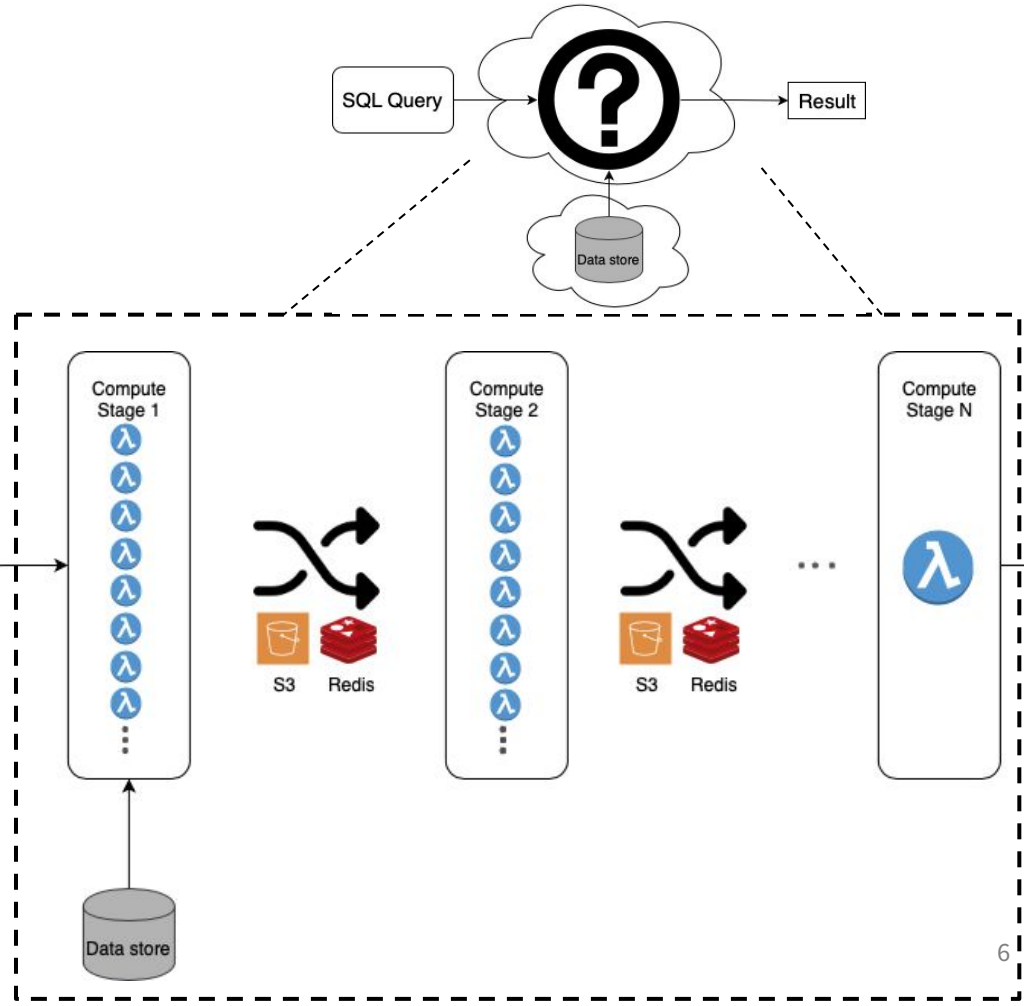 SQL Query
?
Result
Data store
Compute
Stage 1
λ
λ
λ
λ
λ
λ
λ
λ
S3
Redis
Compute
Stage 2
λ
λ
λ
λ
λ
λ
λ
λ
S3
Redis
...
Compute
Stage N
λ
Data store
6